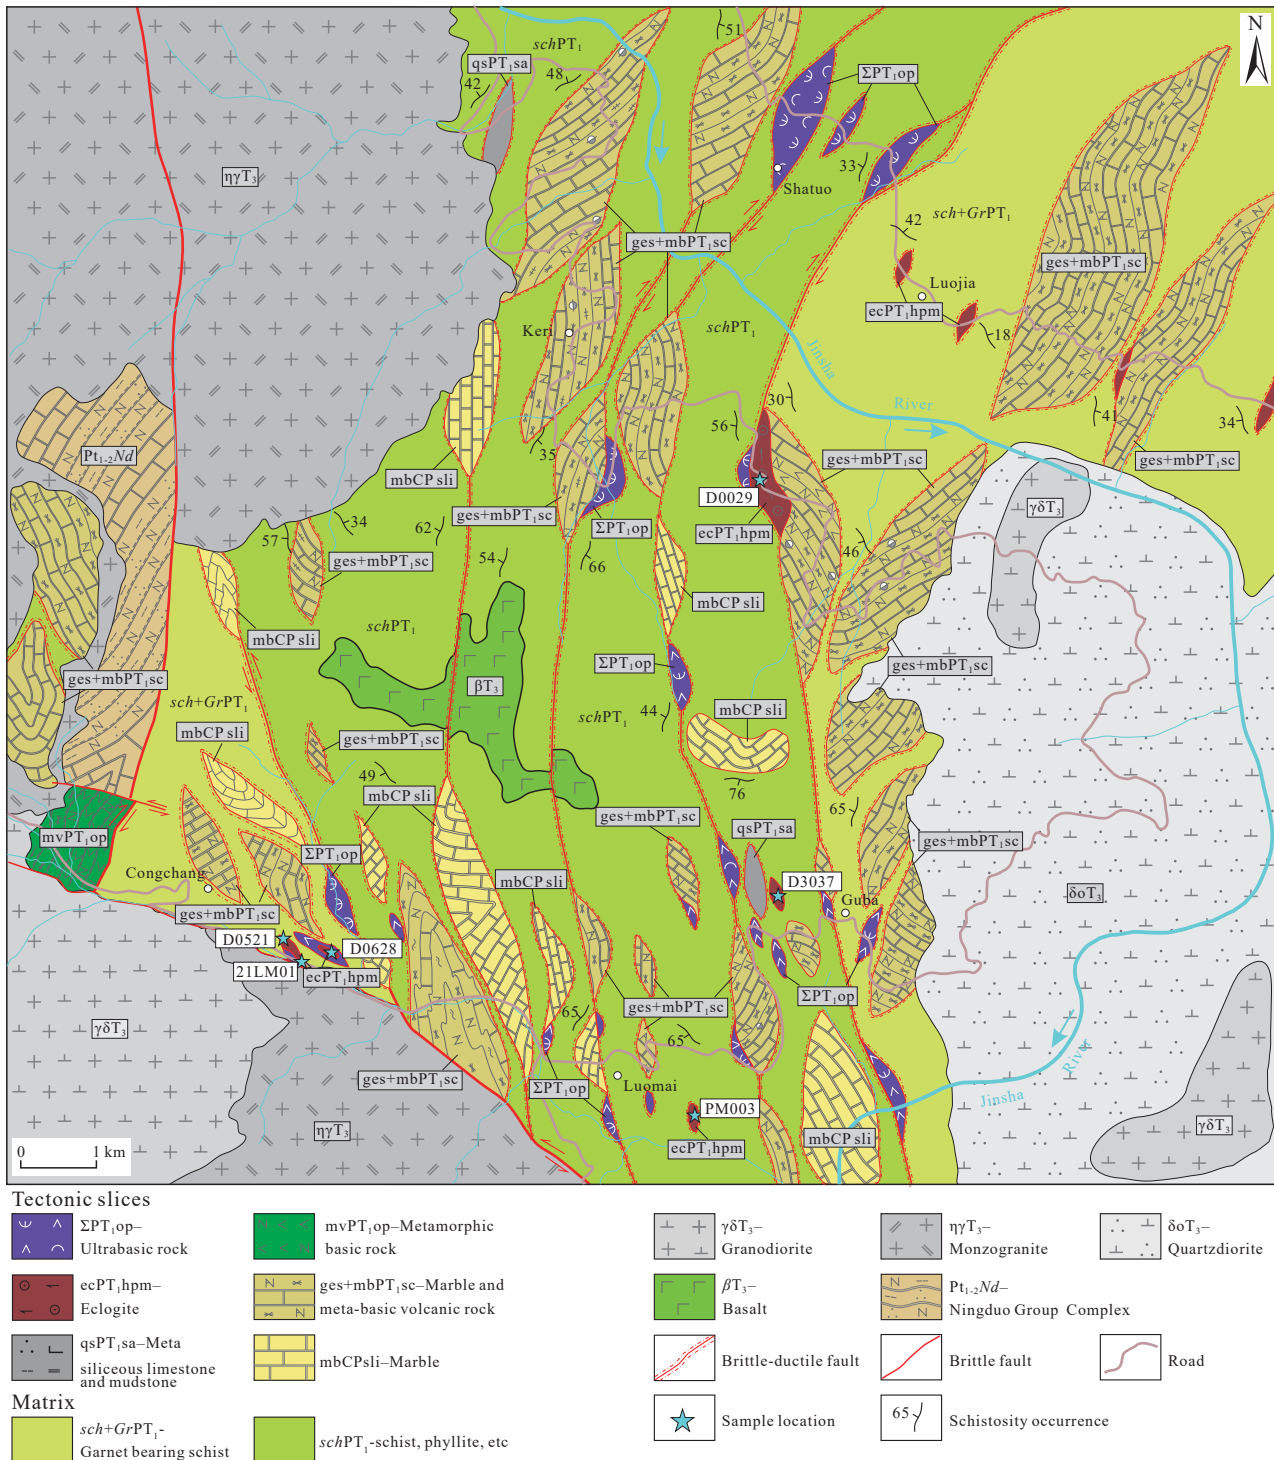 N
51
schPT₁
qsPT₁sa
42
48
ΣPT₁op
33
Shatuo
ηγT₃
42
sch+GrPT₁
ges+mbPT₁sc
ges+mbPT₁sc
Luojia
ecPT₁hpm
18
Keri
schPT₁
Jinsha
River
30
56
41
34
35
Pt₁₋₂Nd
mbCP sli
ges+mbPT₁sc
ges+mbPT₁sc
D0029
γδT₃
ges+mbPT₁sc
ΣPT₁op
ecPT₁hpm
34
62
57
46
54
66
ges+mbPT₁sc
mbCP sli
mbCP sli
schPT₁
ΣPT₁op
ges+mbPT₁sc
ges+mbPT₁sc
βT₃
sch+GrPT₁
44
schPT₁
mbCP sli
mbCP sli
ges+mbPT₁sc
49
76
mbCP sli
65
ges+mbPT₁sc
qsPT₁sa
mvPT₁op
ges+mbPT₁sc
ΣPT₁op
Congchang
mbCP sli
D3037
Guba
δoT₃
ges+mbPT₁sc
D0521
D0628
21LM01
ecPT₁hpm
ΣPT₁op
65
ges+mbPT₁sc
γδT₃
65
River
ges+mbPT₁sc
ΣPT₁op
Luomai
Jinsha
PM003
ηγT₃
mbCP sli
γδT₃
0 1 km
ecPT₁hpm
Tectonic slices
ΣPT₁op–
Ultrabasic rock
mvPT₁op–Metamorphic
basic rock
γδT₃–
Granodiorite
ηγT₃–
Monzogranite
δoT₃–
Quartzdiorite
ecPT₁hpm–
Eclogite
ges+mbPT₁sc–Marble and
meta-basic volcanic rock
βT₃–
Basalt
Pt₁₋₂Nd–
Ningduo Group Complex
qsPT₁sa–Meta
siliceous limestone
and mudstone
mbCPsli–Marble
Brittle-ductile fault
Brittle fault
Road
Matrix
sch+GrPT₁-
Garnet bearing schist
schPT₁-schist, phyllite, etc
Sample location
65
Schistosity occurrence